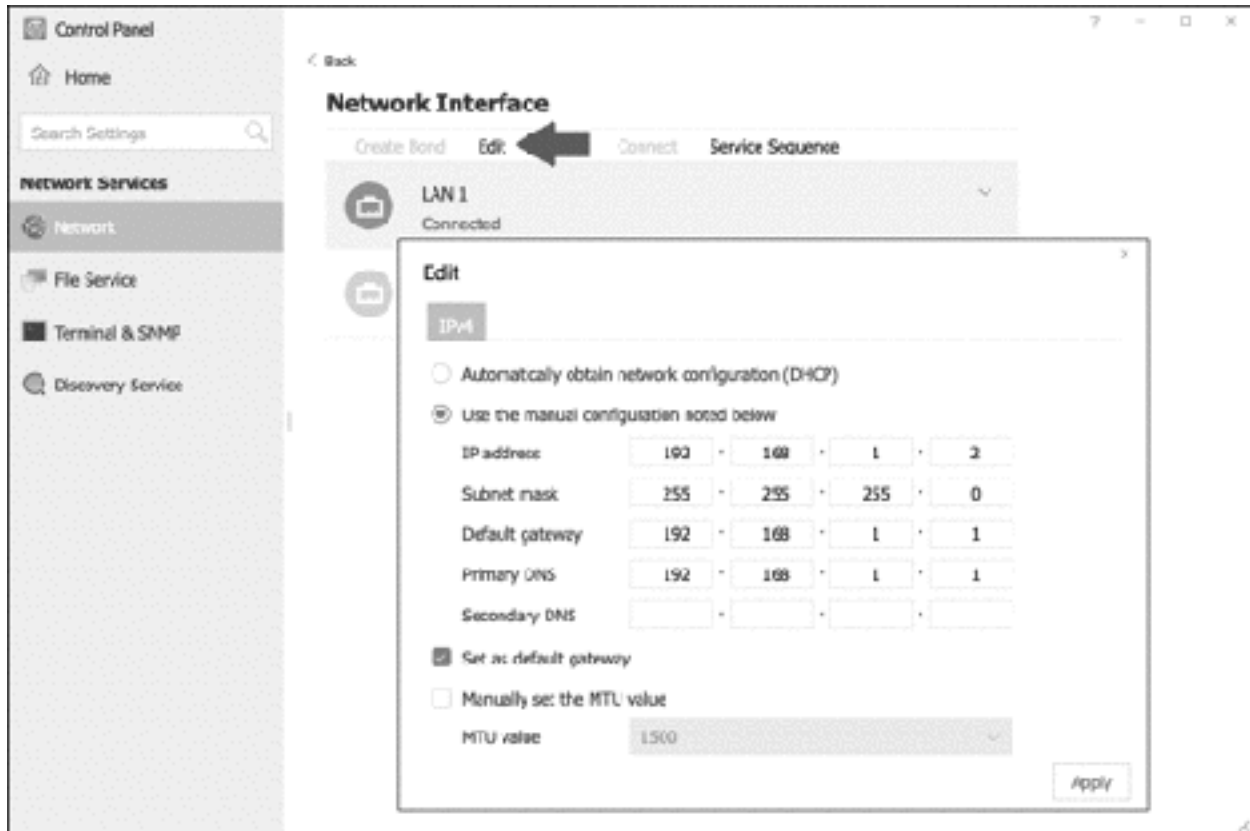 Control Panel
Home
Search Settings
Network Services
Network
File Service
Terminal & SNMP
Discovery Service
? 
Back
Network Interface
Create Bond Edit Connect Service Sequence
LAN 1
Connected
Edit
IPv4
Automatically obtain network configuration (DHCP)
Use the manual configuration noted below
IP address 192 . 168 . 1 . 2
Subnet mask 255 . 255 . 255 . 0
Default gateway 192 . 168 . 1 . 1
Primary DNS 192 . 168 . 1 . 1
Secondary DNS . . .
Set as default gateway
Manually set the MTU value
MTU value 1500
Apply